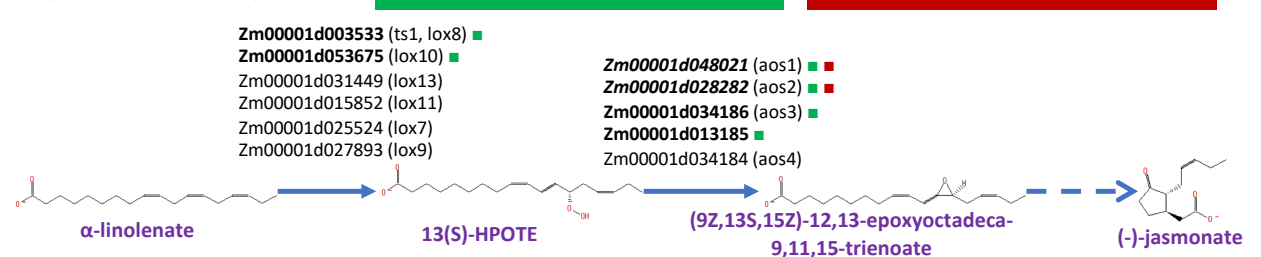 Zm00001d003533 (ts1, lox8)
Zm00001d053675 (lox10)
Zm00001d031449 (lox13)
Zm00001d015852 (lox11)
Zm00001d025524 (lox7)
Zm00001d027893 (lox9)
Zm00001d048021 (aos1)
Zm00001d028282 (aos2)
Zm00001d034186 (aos3)
Zm00001d013185
Zm00001d034184 (aos4)
O
O⁻
α-linolenate
O
O⁻
O
OH
13(S)-HPOTE
O
O⁻
O
H
(9Z,13S,15Z)-12,13-epoxyoctadeca-
9,11,15-trienoate
O
O
O⁻
(-)-jasmonate